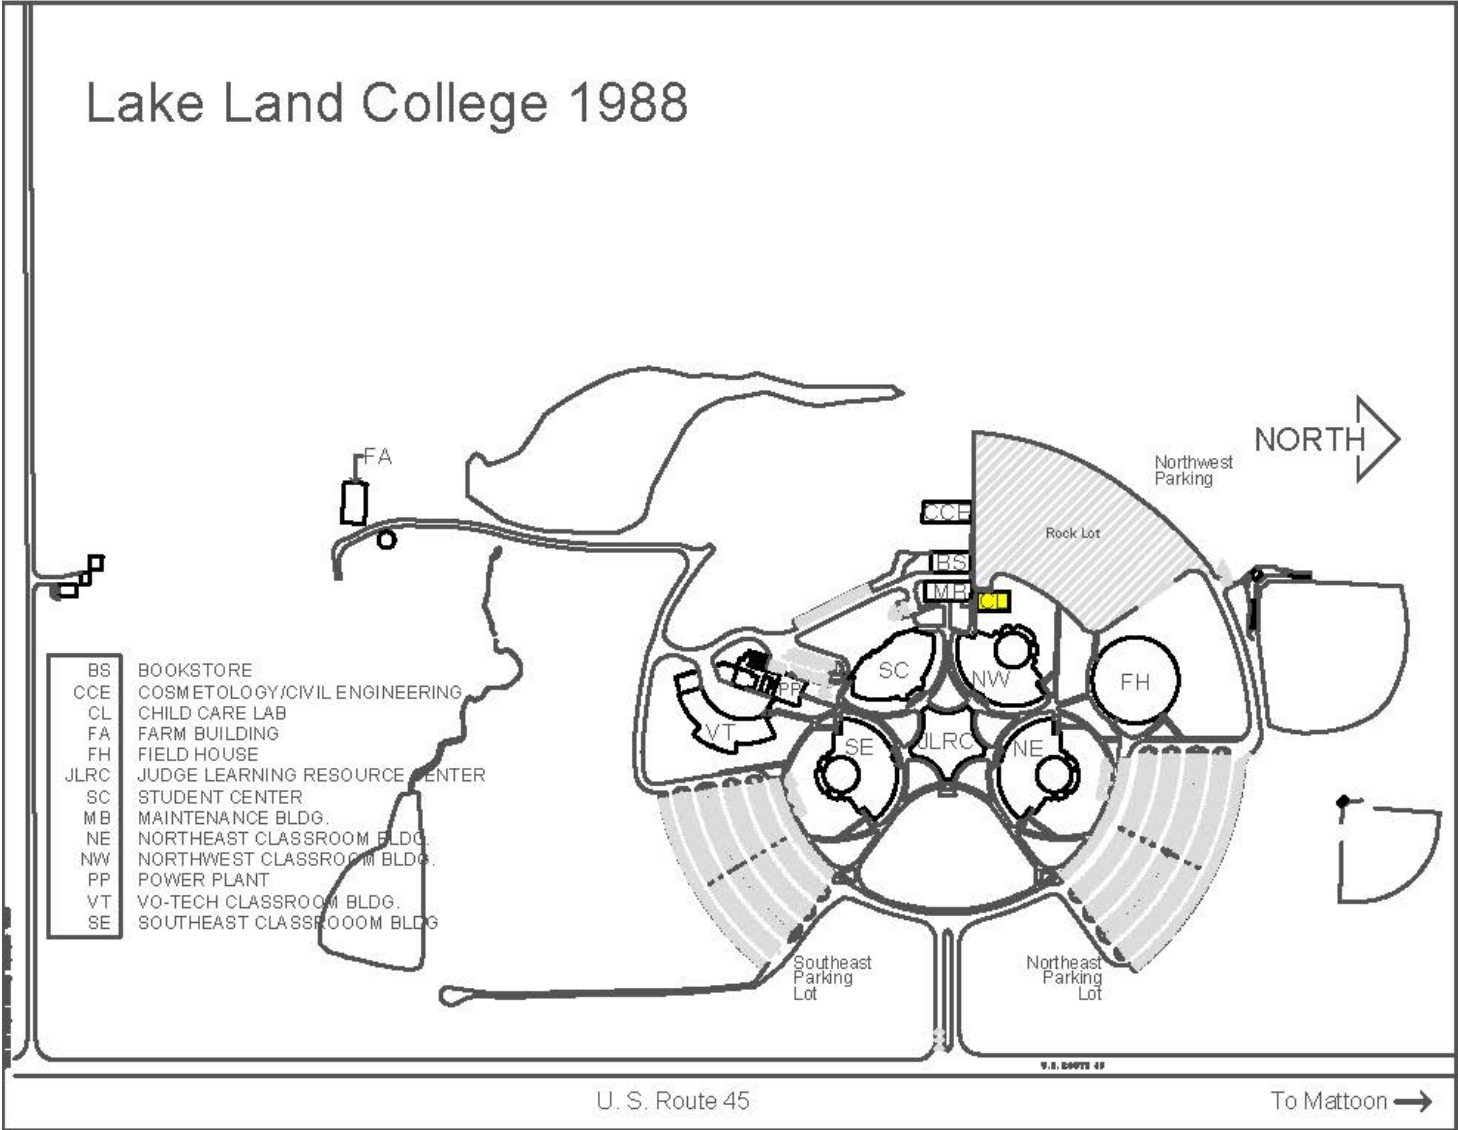 Lake Land College 1988
FA
NORTH
Northwest
Parking
CCE
Rock Lot
BS
MB
CL
SC
NW
FH
PP
VT
SE
JLRC
NE
BS BOOKSTORE
CCE COSMETOLOGY/CIVIL ENGINEERING
CL CHILD CARE LAB
FA FARM BUILDING
FH FIELD HOUSE
JLRC JUDGE LEARNING RESOURCE CENTER
SC STUDENT CENTER
MB MAINTENANCE BLDG.
NE NORTHEAST CLASSROOM BLDG.
NW NORTHWEST CLASSROOM BLDG.
PP POWER PLANT
VT VO-TECH CLASSROOM BLDG.
SE SOUTHEAST CLASSROOOM BLDG
Southeast
Parking
Lot
Northeast
Parking
Lot
U.S. ROUTE 45
U. S. Route 45
To Mattoon